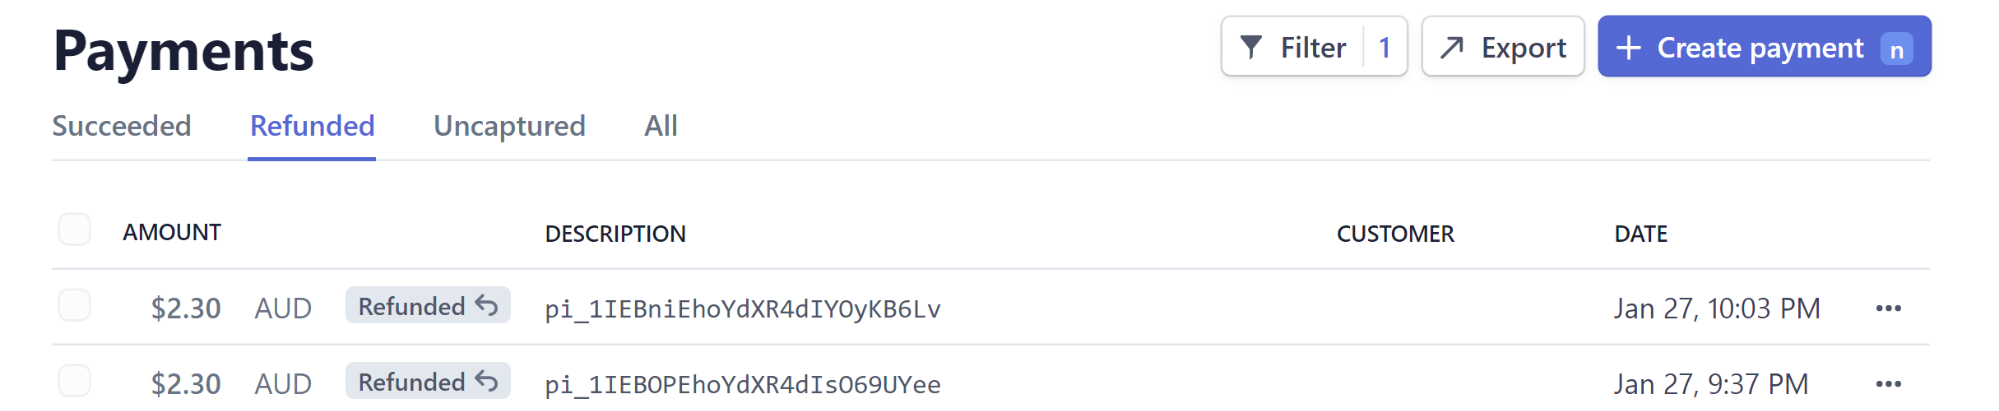 Payments
Filter 1 Export + Create payment n
Succeeded Refunded Uncaptured All
AMOUNT DESCRIPTION CUSTOMER DATE
$2.30 AUD Refunded pi_1IEBniEhoYdXR4dIYOyKB6Lv Jan 27, 10:03 PM
$2.30 AUD Refunded pi_1IEBOPEhoYdXR4dIsO69UYee Jan 27, 9:37 PM